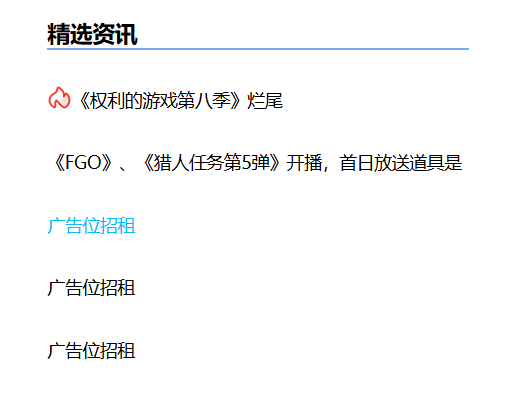 精选资讯
《权利的游戏第八季》烂尾
《FGO》、《猎人任务第5弹》开播，首日放送道具是
广告位招租
广告位招租
广告位招租